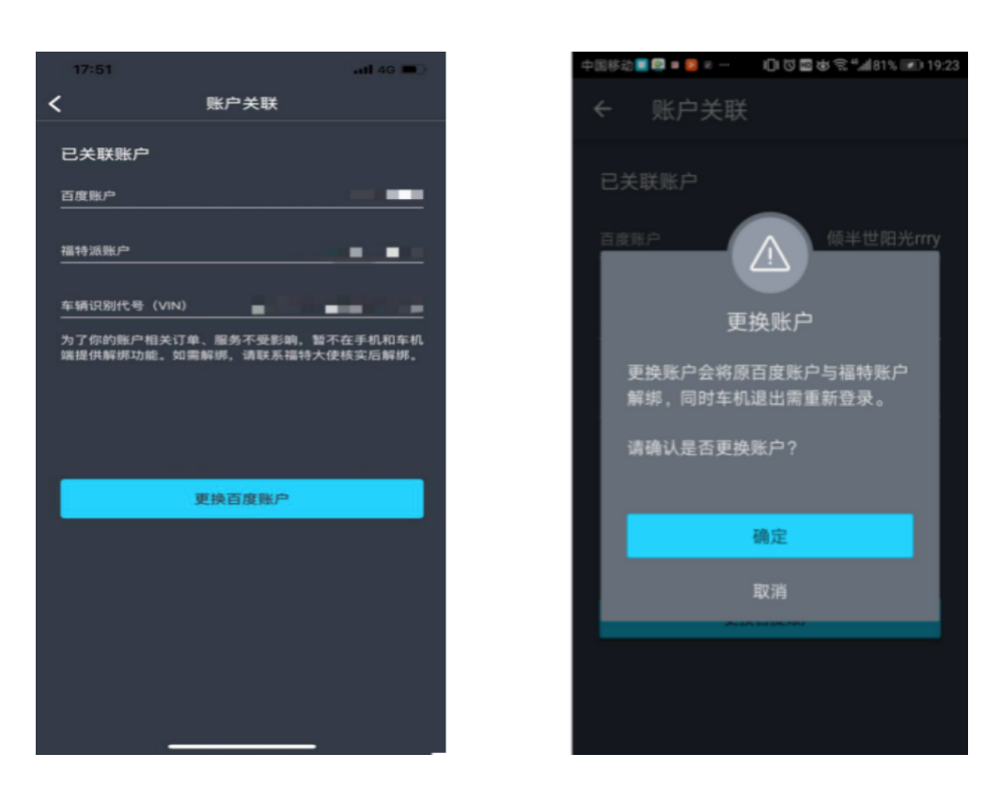 17:51
4G
账户关联
已关联账户
百度账户
福特派账户
车辆识别代号（VIN）
为了你的账户相关订单、服务不受影响，暂不在手机和车机
端提供解绑功能。如需解绑，请联系福特大使核实后解绑。
更换百度账户
中国移动 81% 19:23
账户关联
已关联账户
百度账户 倾半世阳光rrry
更换账户
更换账户会将原百度账户与福特账户
解绑，同时车机退出需重新登录。
请确认是否更换账户？
确定
取消